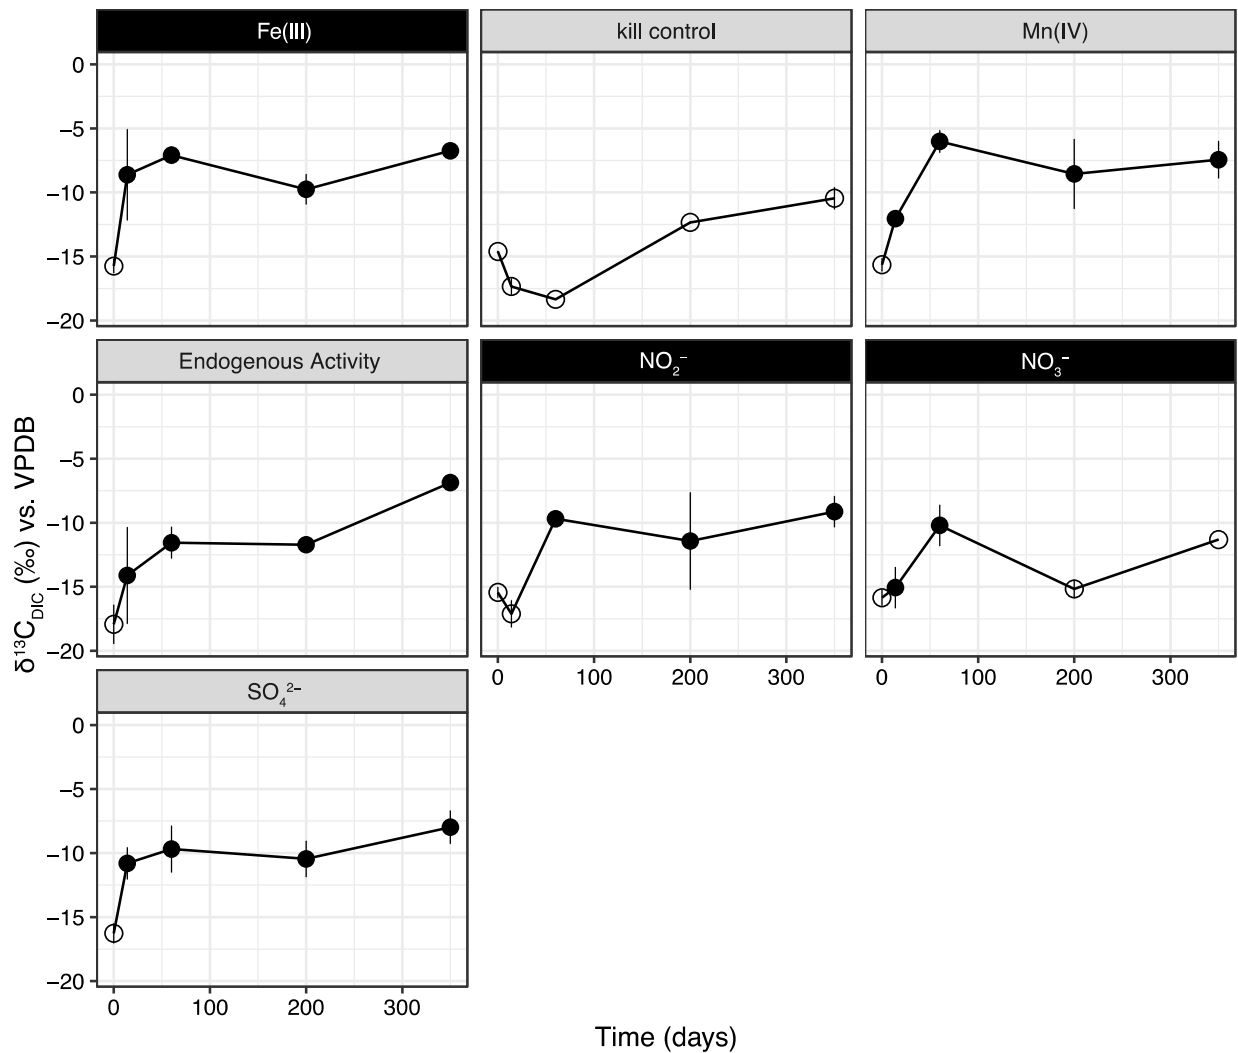 Fe(III)
kill control
Mn(IV)
0
−5
−10
−15
−20
Endogenous Activity
NO₂⁻
NO₃⁻
0
−5
−10
−15
−20
0 100 200 300
0 100 200 300
SO₄²⁻
0
−5
−10
−15
−20
0 100 200 300
δ¹³C_DIC (‰) vs. VPDB
Time (days)